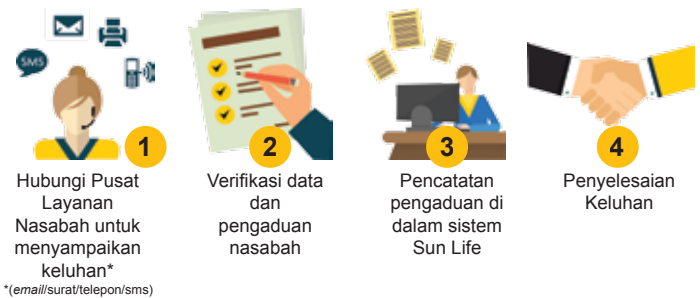 SMS
1
Hubungi Pusat
Layanan
Nasabah untuk
menyampaikan
keluhan*
*(email/surat/telepon/sms)
2
Verifikasi data
dan
pengaduan
nasabah
3
Pencatatan
pengaduan di
dalam sistem
Sun Life
4
Penyelesaian
Keluhan